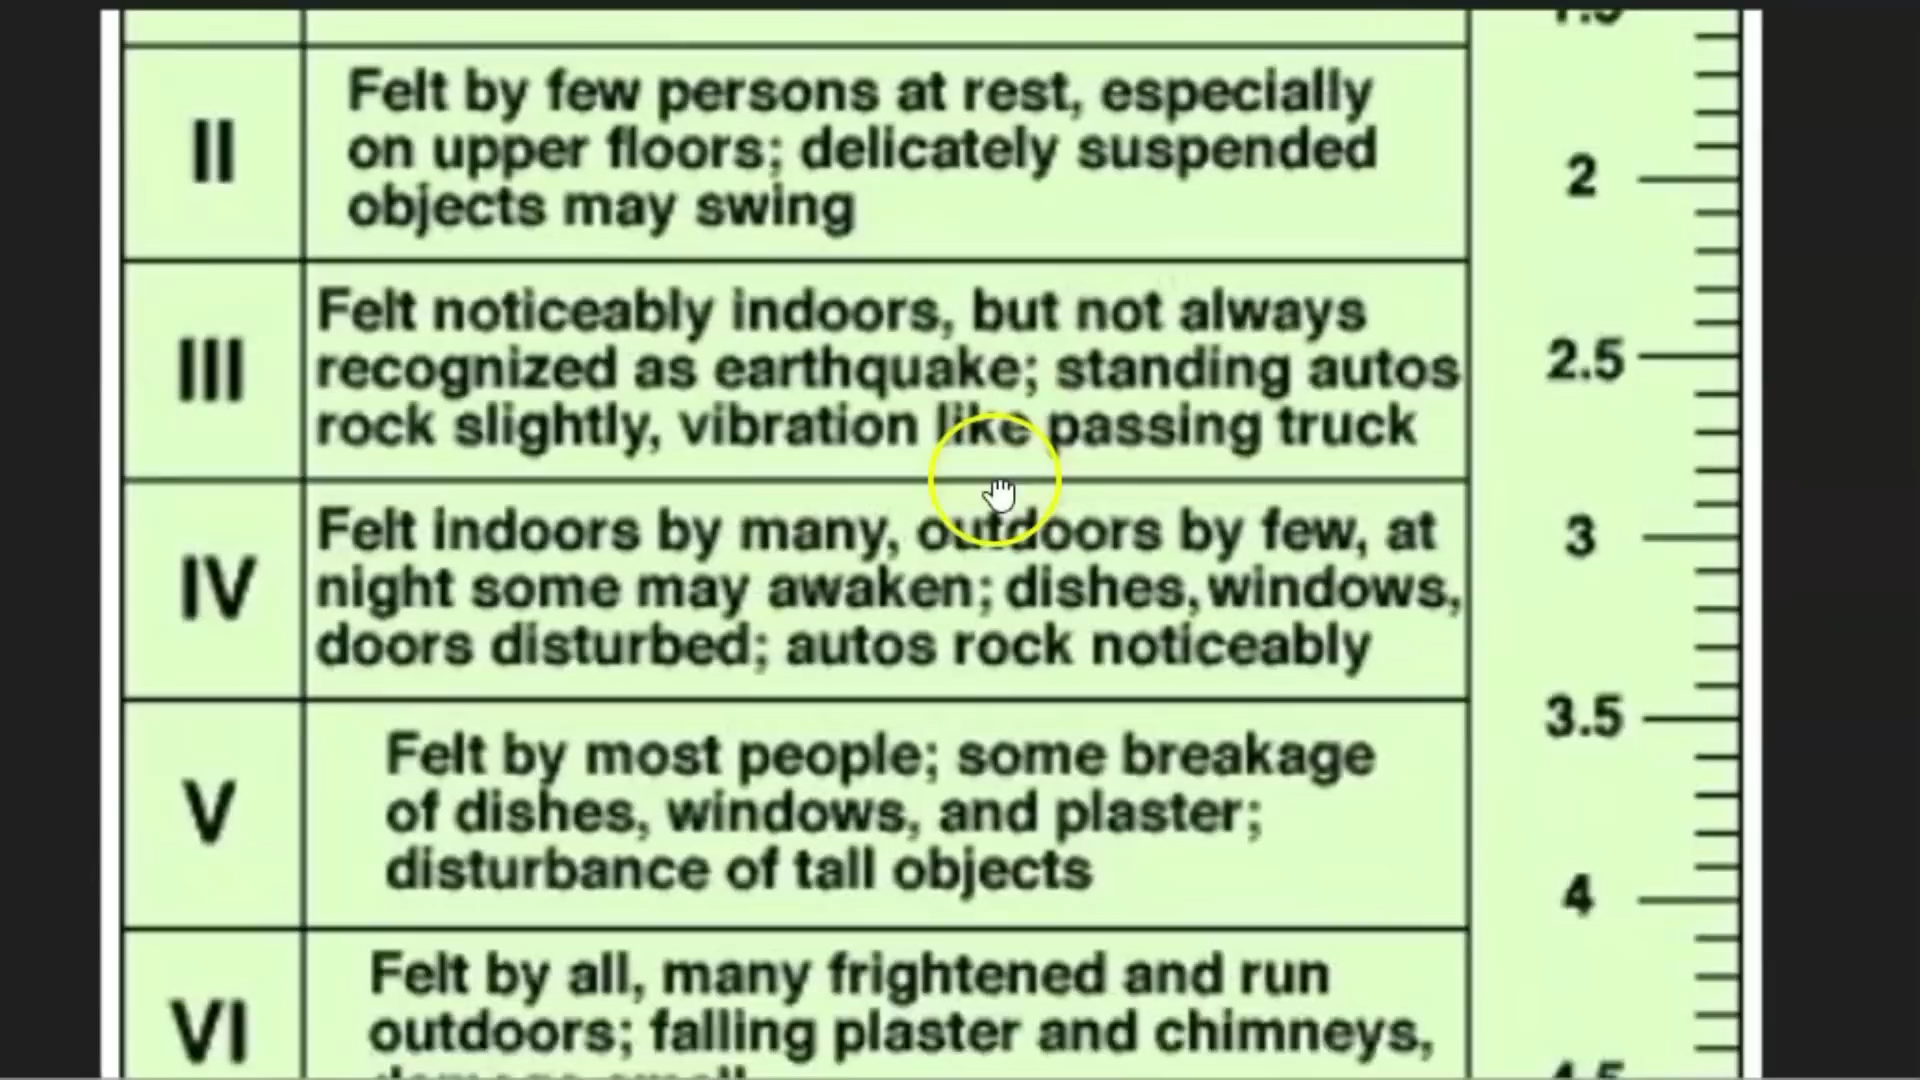 II
Felt by few persons at rest, especially
on upper floors; delicately suspended
objects may swing
2
III
Felt noticeably indoors, but not always
recognized as earthquake; standing autos
rock slightly, vibration like passing truck
2.5
IV
Felt indoors by many, outdoors by few, at
night some may awaken; dishes, windows,
doors disturbed; autos rock noticeably
3
3.5
V
Felt by most people; some breakage
of dishes, windows, and plaster;
disturbance of tall objects
4
VI
Felt by all, many frightened and run
outdoors; falling plaster and chimneys,